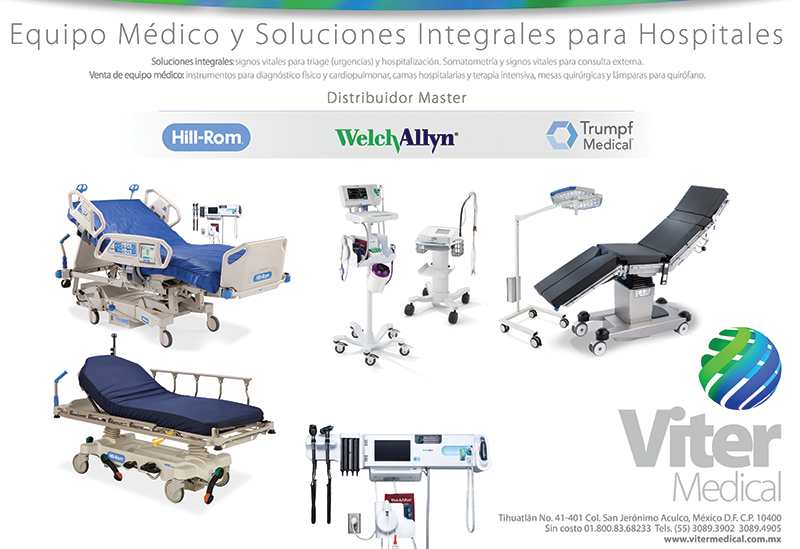 Equipo Médico y Soluciones Integrales para Hospitales
Soluciones integrales: signos vitales para triage (urgencias) y hospitalización. Somatometría y signos vitales para consulta externa.
Venta de equipo médico: instrumentos para diagnóstico físico y cardiopulmonar, camas hospitalarias y terapia intensiva, mesas quirúrgicas y lámparas para quirófano.
Distribuidor Master
Hill-Rom®
WelchAllyn®
Trumpf
Medical
Hill-Rom
Hill-Rom
WelchAllyn
Viter
Medical
Tihuatlán No. 41-401 Col. San Jerónimo Aculco, México D.F. C.P. 10400
Sin costo 01.800.83.68233 Tels. (55) 3089.3902 3089.4905
www.vitermedical.com.mx